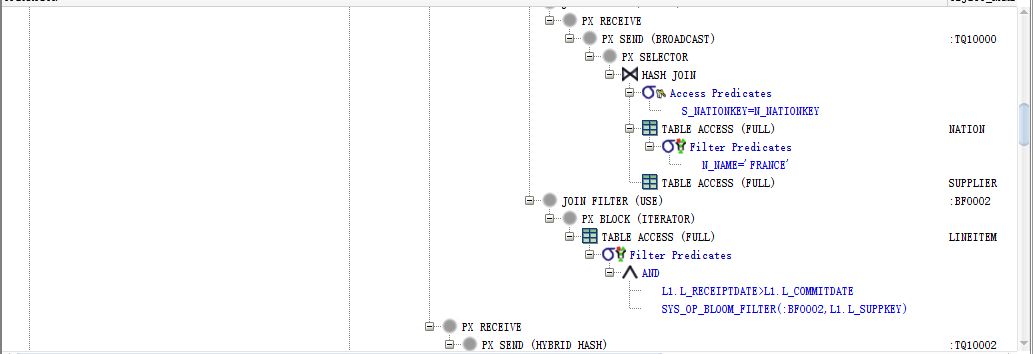 PX RECEIVE
PX SEND (BROADCAST) :TQ10000
PX SELECTOR
HASH JOIN
Access Predicates
S_NATIONKEY=N_NATIONKEY
TABLE ACCESS (FULL) NATION
Filter Predicates
N_NAME='FRANCE'
TABLE ACCESS (FULL) SUPPLIER
JOIN FILTER (USE) :BF0002
PX BLOCK (ITERATOR)
TABLE ACCESS (FULL) LINEITEM
Filter Predicates
AND
L1.L_RECEIPTDATE>L1.L_COMMITDATE
SYS_OP_BLOOM_FILTER(:BF0002,L1.L_SUPPKEY)
PX RECEIVE
PX SEND (HYBRID HASH) :TQ10002